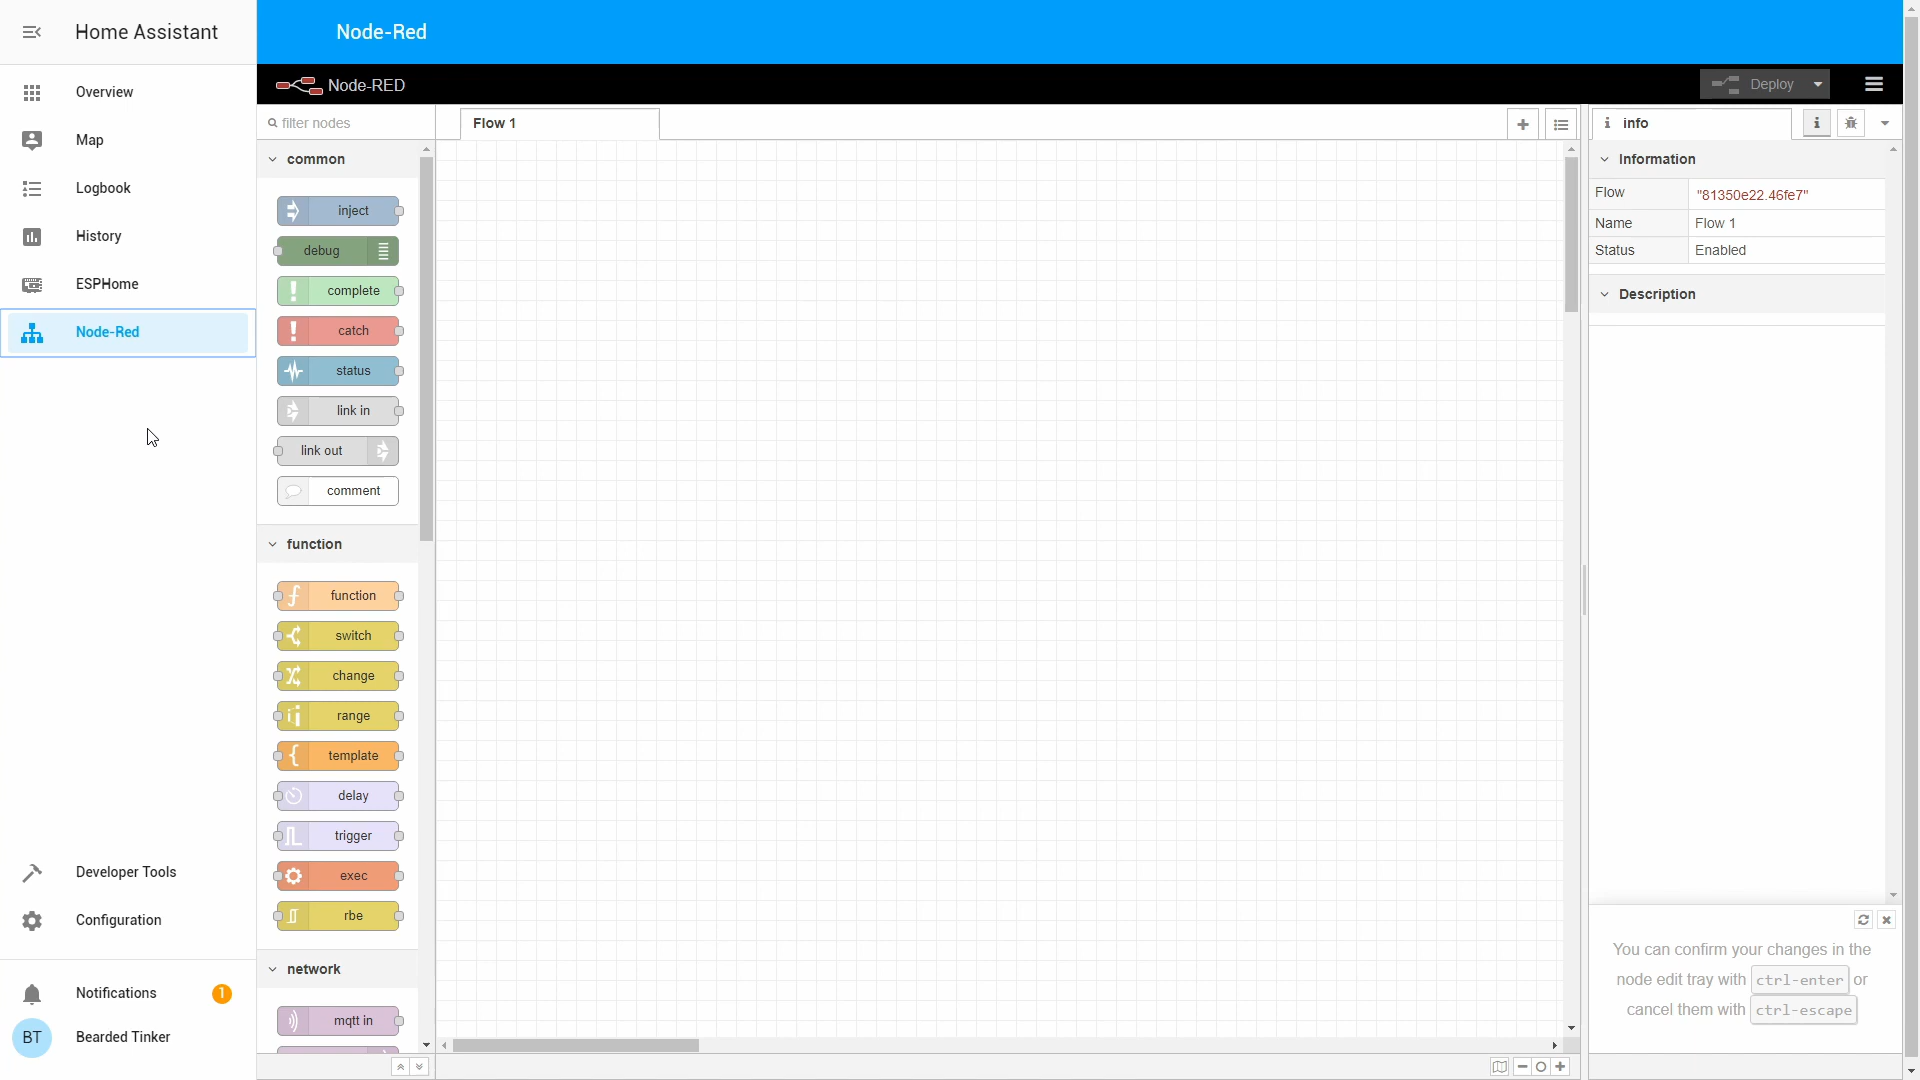 Home Assistant
Node-Red
Overview
Map
Logbook
History
ESPHome
Node-Red
Developer Tools
Configuration
Notifications
1
BT
Bearded Tinker
Node-RED
Deploy
filter nodes
common
inject
debug
complete
catch
status
link in
link out
comment
function
function
switch
change
range
template
delay
trigger
exec
rbe
network
mqtt in
Flow 1
info
Information
Flow "81350e22.46fe7"
Name Flow 1
Status Enabled
Description
You can confirm your changes in the
node edit tray with ctrl-enter or
cancel them with ctrl-escape